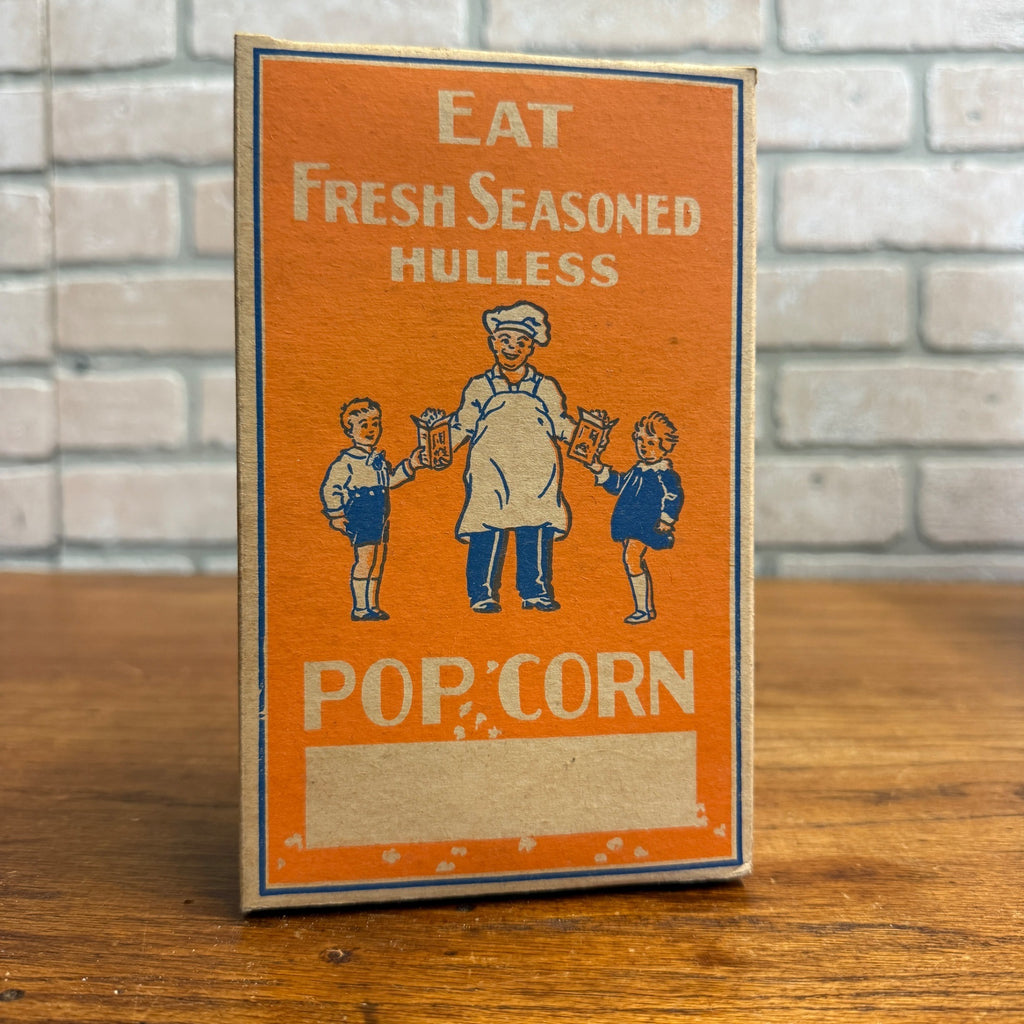 EAT
FRESH SEASONED
HULLESS
POP CORN